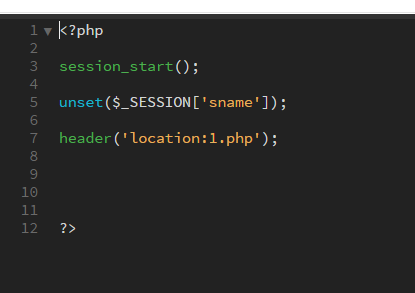 1 <?php
2
3 session_start();
4
5 unset($_SESSION['sname']);
6
7 header('location:1.php');
8
9
10
11
12 ?>